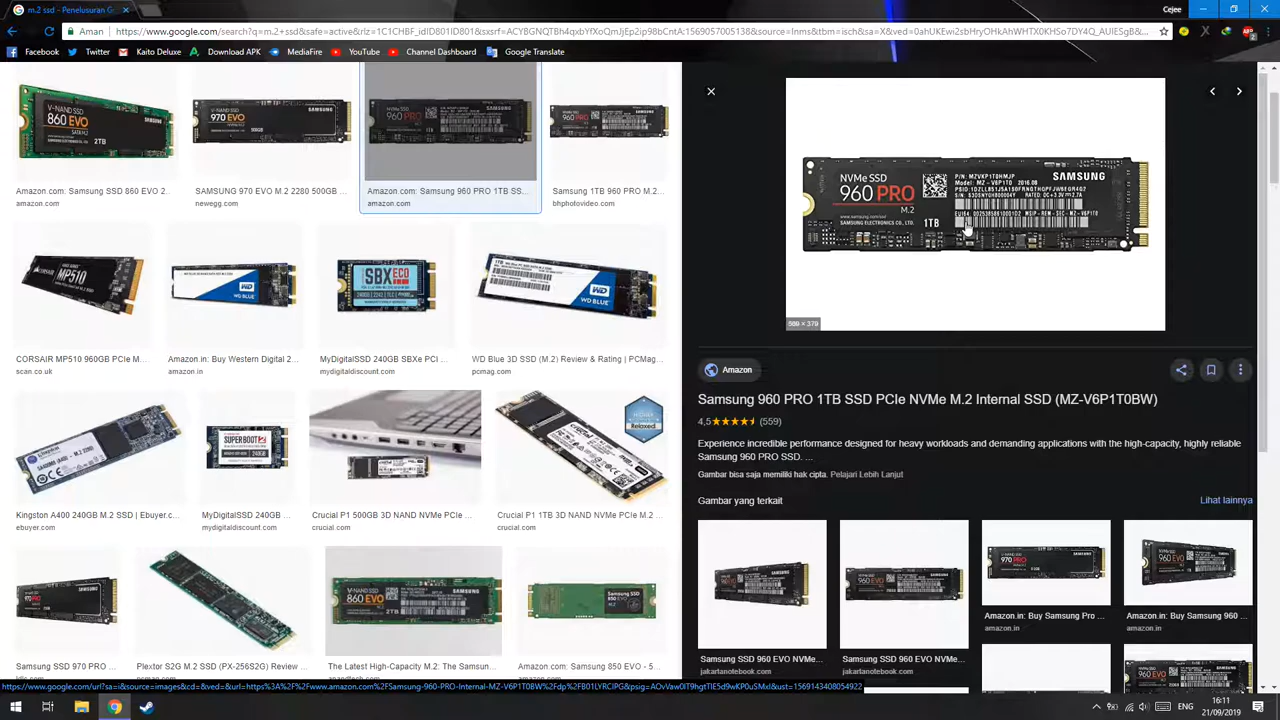 m.2 ssd - Penelusuran G
Cejee
Aman
Facebook
Twitter
Kaito Deluxe
Download APK
MediaFire
YouTube
Channel Dashboard
Google Translate
Amazon.com: Samsung SSD 860 EVO 2...
amazon.com
SAMSUNG 970 EVO M.2 2280 500GB ...
newegg.com
Amazon.com: Samsung 960 PRO 1TB SS...
amazon.com
Samsung 1TB 960 PRO M.2...
bhphotovideo.com
CORSAIR MP510 960GB PCIe M...
scan.co.uk
Amazon.in: Buy Western Digital 2...
amazon.in
MyDigitalSSD 240GB SBXe PCI ...
mydigitaldiscount.com
WD Blue 3D SSD (M.2) Review & Rating | PCMag...
pcmag.com
Kingston A400 240GB M.2 SSD | Ebuyer.c...
ebuyer.com
MyDigitalSSD 240GB ...
mydigitaldiscount.com
Crucial P1 500GB 3D NAND NVMe PCIe ...
crucial.com
Crucial P1 1TB 3D NAND NVMe PCIe M.2 ...
crucial.com
Samsung SSD 970 PRO ...
Plextor S2G M.2 SSD (PX-256S2G) Review ...
The Latest High-Capacity M.2: The Samsun...
Amazon.com: Samsung 850 EVO - 5...
NVMe SSD
960 PRO
M.2
SAMSUNG
SAMSUNG ELECTRONICS CO., LTD.
1TB
Amazon
Samsung 960 PRO 1TB SSD PCIe NVMe M.2 Internal SSD (MZ-V6P1T0BW)
4,5 (559)
Experience incredible performance designed for heavy workloads and demanding applications with the high-capacity, highly reliable
Samsung 960 PRO SSD. ...
Gambar bisa saja memiliki hak cipta. Pelajari Lebih Lanjut
Gambar yang terkait
Lihat lainnya
Samsung SSD 960 EVO NVMe...
jakartanotebook.com
Samsung SSD 960 EVO NVMe...
jakartanotebook.com
Amazon.in: Buy Samsung Pro ...
amazon.in
Amazon.in: Buy Samsung 960 ...
amazon.in
ENG
16:11
21/09/2019